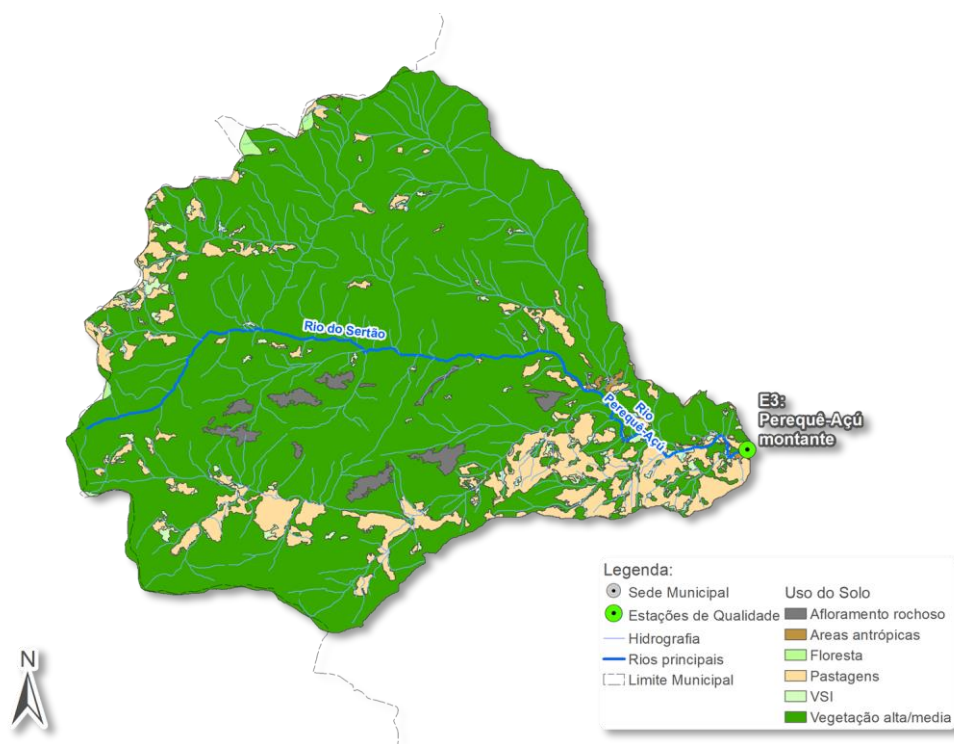 Rio do Sertão
Rio
Perequê-Açú
E3:
Perequê-Açú
montante
N
Legenda:
Sede Municipal
Estações de Qualidade
Hidrografia
Rios principais
Limite Municipal
Uso do Solo
Afloramento rochoso
Areas antrópicas
Floresta
Pastagens
VSI
Vegetação alta/media